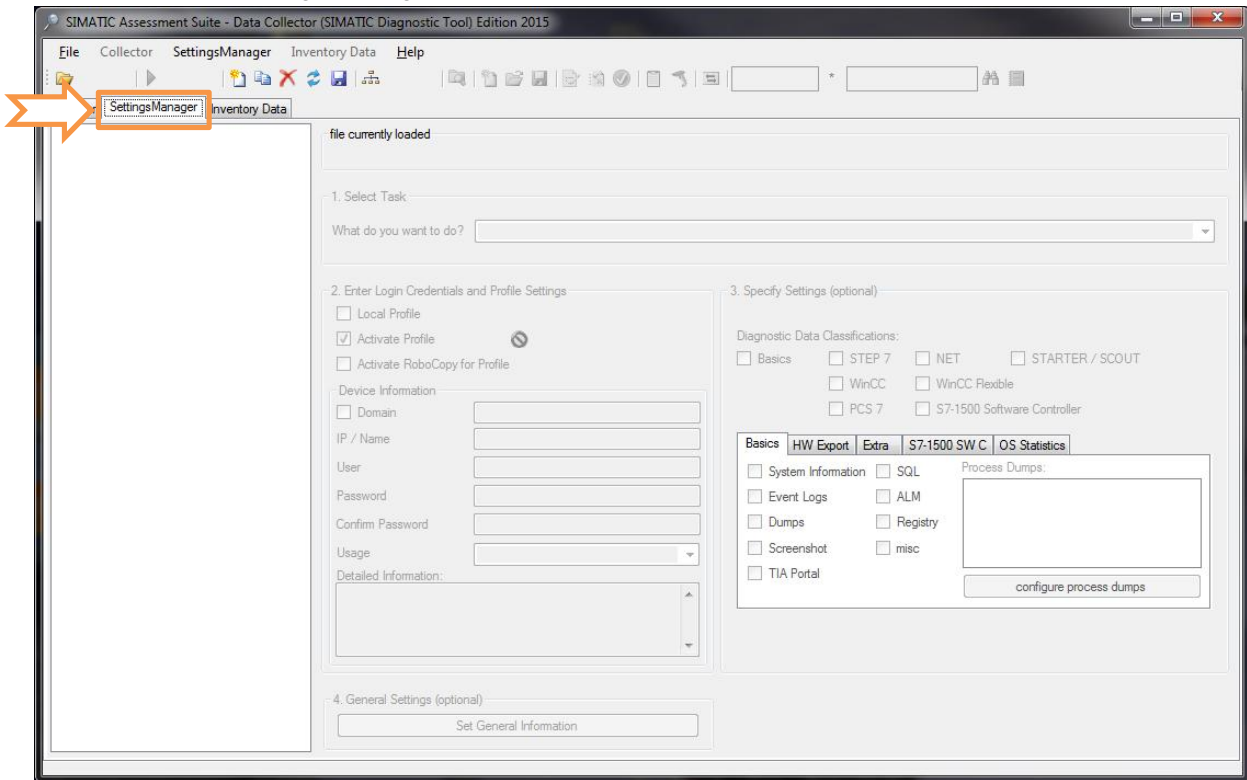 SIMATIC Assessment Suite - Data Collector (SIMATIC Diagnostic Tool) Edition 2015
File Collector SettingsManager Inventory Data Help
*
SettingsManager Inventory Data
file currently loaded
1. Select Task
What do you want to do?
2. Enter Login Credentials and Profile Settings
Local Profile
Activate Profile
Activate RoboCopy for Profile
Device Information
Domain
IP / Name
User
Password
Confirm Password
Usage
Detailed Information:
3. Specify Settings (optional)
Diagnostic Data Classifications:
Basics STEP 7 NET STARTER / SCOUT
WinCC WinCC Flexible
PCS 7 S7-1500 Software Controller
Basics HW Export Extra S7-1500 SW C OS Statistics
System Information SQL Process Dumps:
Event Logs ALM
Dumps Registry
Screenshot misc
TIA Portal
configure process dumps
4. General Settings (optional)
Set General Information